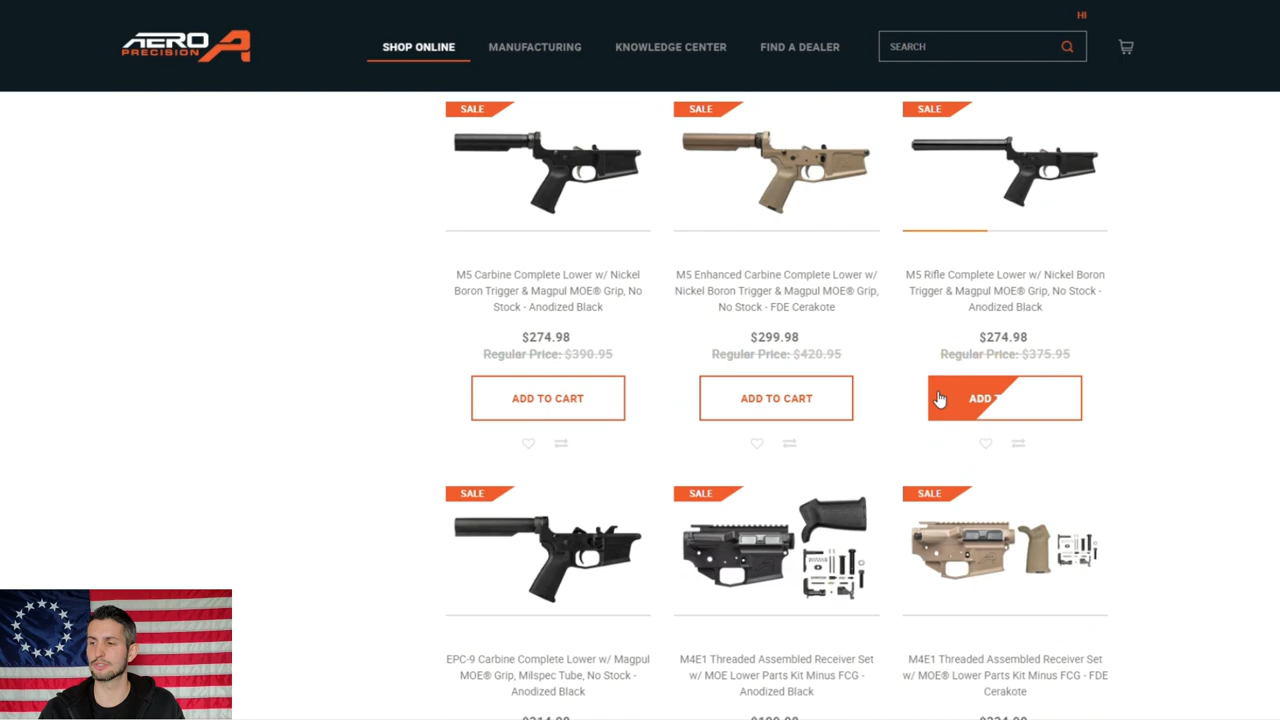 HI
AERO PRECISION
SHOP ONLINE
MANUFACTURING
KNOWLEDGE CENTER
FIND A DEALER
SEARCH
SALE
SALE
SALE
M5 Carbine Complete Lower w/ Nickel
Boron Trigger & Magpul MOE® Grip, No
Stock - Anodized Black
$274.98
Regular Price: $390.95
ADD TO CART
M5 Enhanced Carbine Complete Lower w/
Nickel Boron Trigger & Magpul MOE® Grip,
No Stock - FDE Cerakote
$299.98
Regular Price: $420.95
ADD TO CART
M5 Rifle Complete Lower w/ Nickel Boron
Trigger & Magpul MOE® Grip, No Stock -
Anodized Black
$274.98
Regular Price: $375.95
ADD
SALE
SALE
SALE
EPC-9 Carbine Complete Lower w/ Magpul
MOE® Grip, Milspec Tube, No Stock -
Anodized Black
M4E1 Threaded Assembled Receiver Set
w/ MOE Lower Parts Kit Minus FCG -
Anodized Black
M4E1 Threaded Assembled Receiver Set
w/ MOE® Lower Parts Kit Minus FCG - FDE
Cerakote